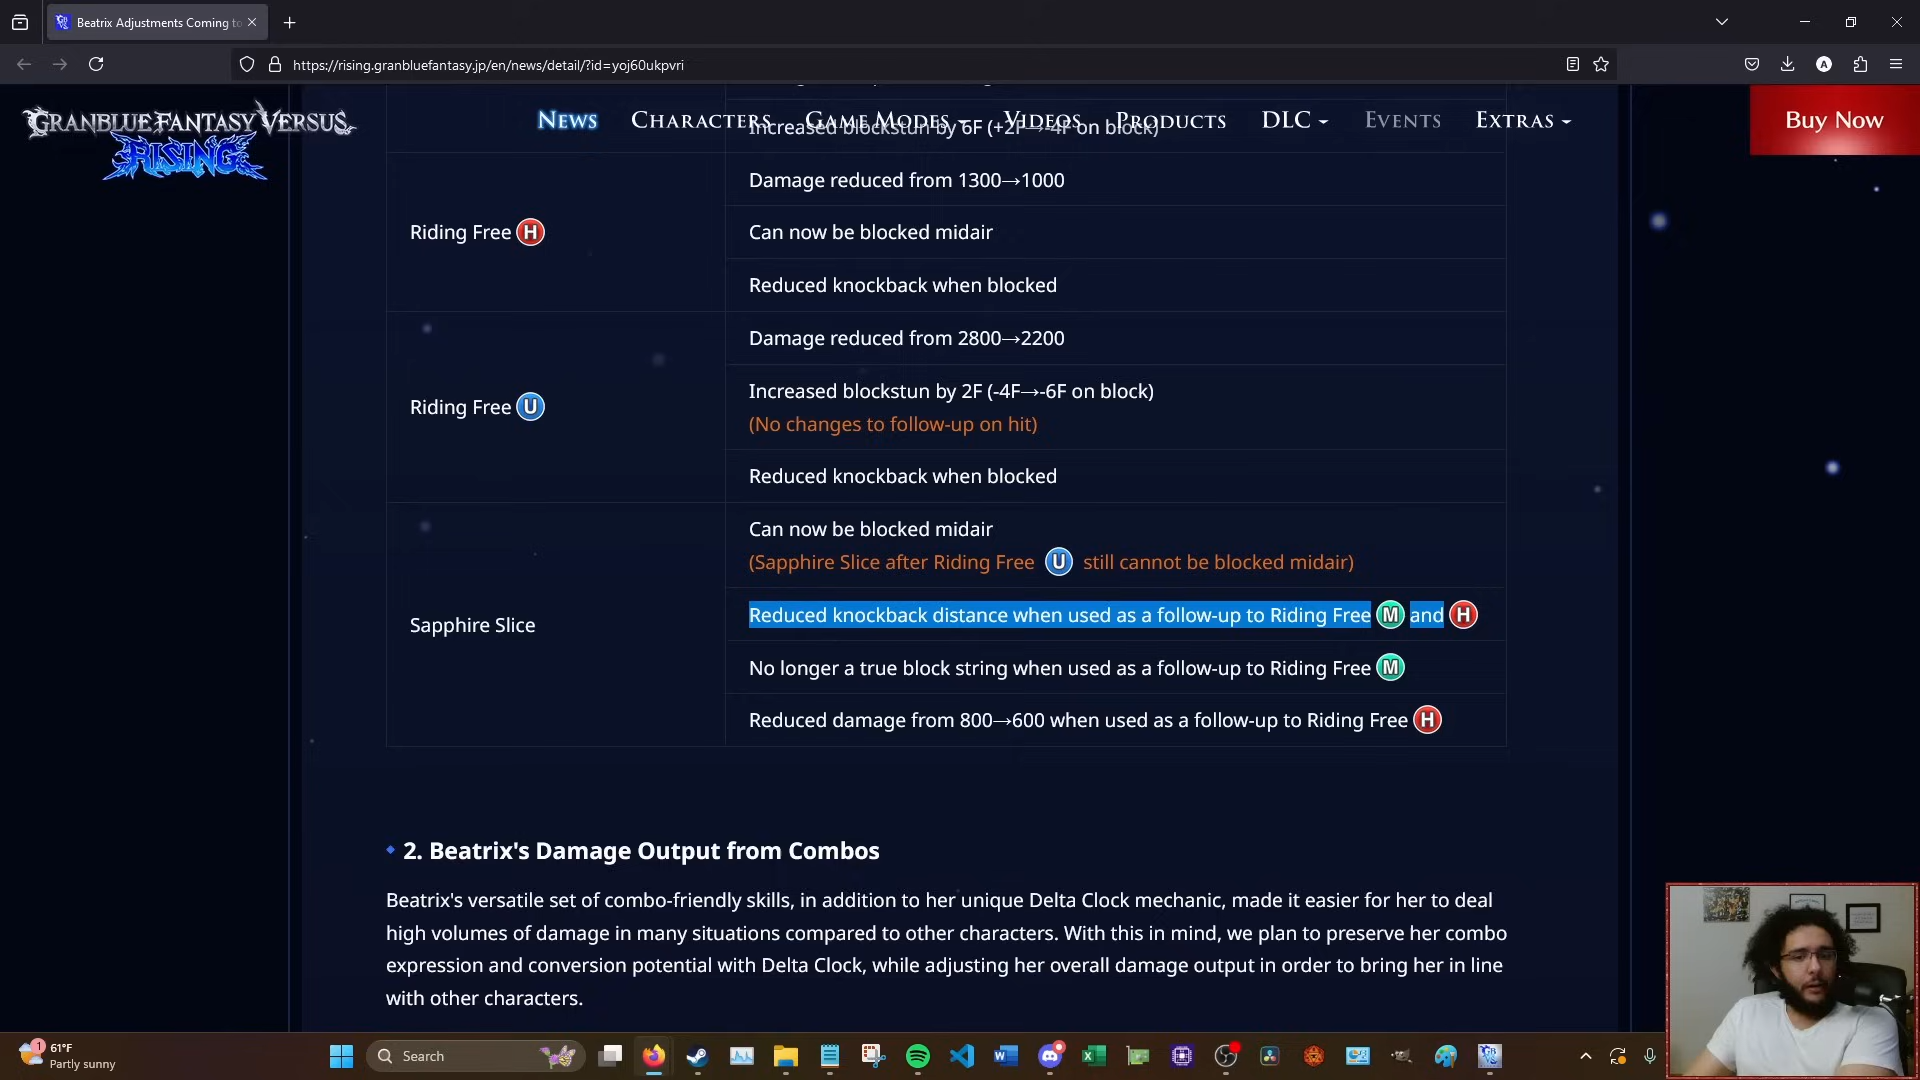 Beatrix Adjustments Coming to
https://rising.granbluefantasy.jp/en/news/detail/?id=yoj60ukpvri
GRANBLUE FANTASY VERSUS
RISING
NEWS
CHARACTERS
GAME MODES
VIDEOS
PRODUCTS
DLC
EVENTS
EXTRAS
Buy Now
Increased blockstun by 6F (+2F→-4F on block)
Riding Free H
Damage reduced from 1300→1000
Can now be blocked midair
Reduced knockback when blocked
Riding Free U
Damage reduced from 2800→2200
Increased blockstun by 2F (-4F→-6F on block)
(No changes to follow-up on hit)
Reduced knockback when blocked
Sapphire Slice
Can now be blocked midair
(Sapphire Slice after Riding Free U still cannot be blocked midair)
Reduced knockback distance when used as a follow-up to Riding Free M and H
No longer a true block string when used as a follow-up to Riding Free M
Reduced damage from 800→600 when used as a follow-up to Riding Free H
2. Beatrix's Damage Output from Combos
Beatrix's versatile set of combo-friendly skills, in addition to her unique Delta Clock mechanic, made it easier for her to deal
high volumes of damage in many situations compared to other characters. With this in mind, we plan to preserve her combo
expression and conversion potential with Delta Clock, while adjusting her overall damage output in order to bring her in line
with other characters.
1
61°F
Partly sunny
Search